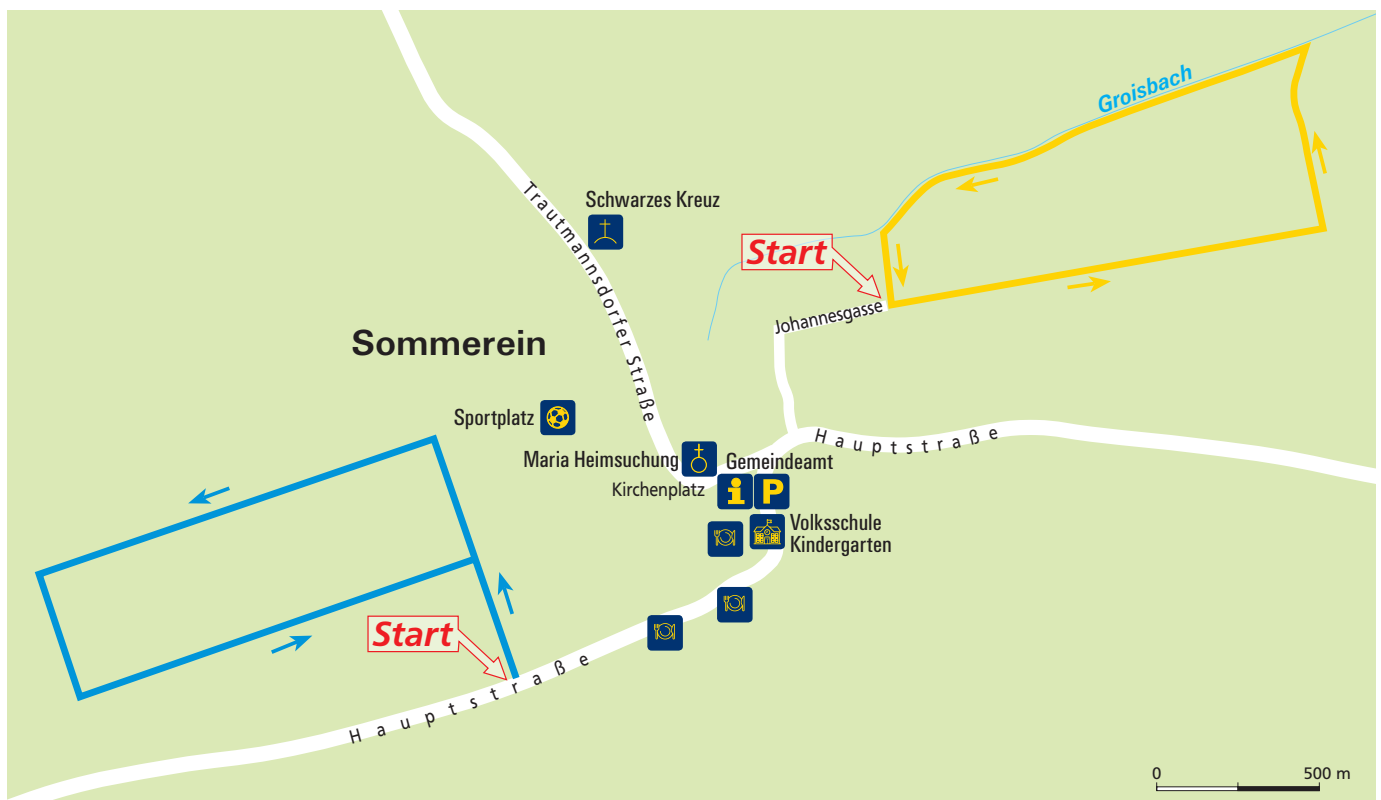 Groisbach
Schwarzes Kreuz
Trautmannsdorfer Straße
Start
Johannesgasse
Sommerein
Sportplatz
Hauptstraße
Maria Heimsuchung
Gemeindeamt
Kirchenplatz
i P
Volksschule
Kindergarten
Start
Hauptstraße
0 500 m